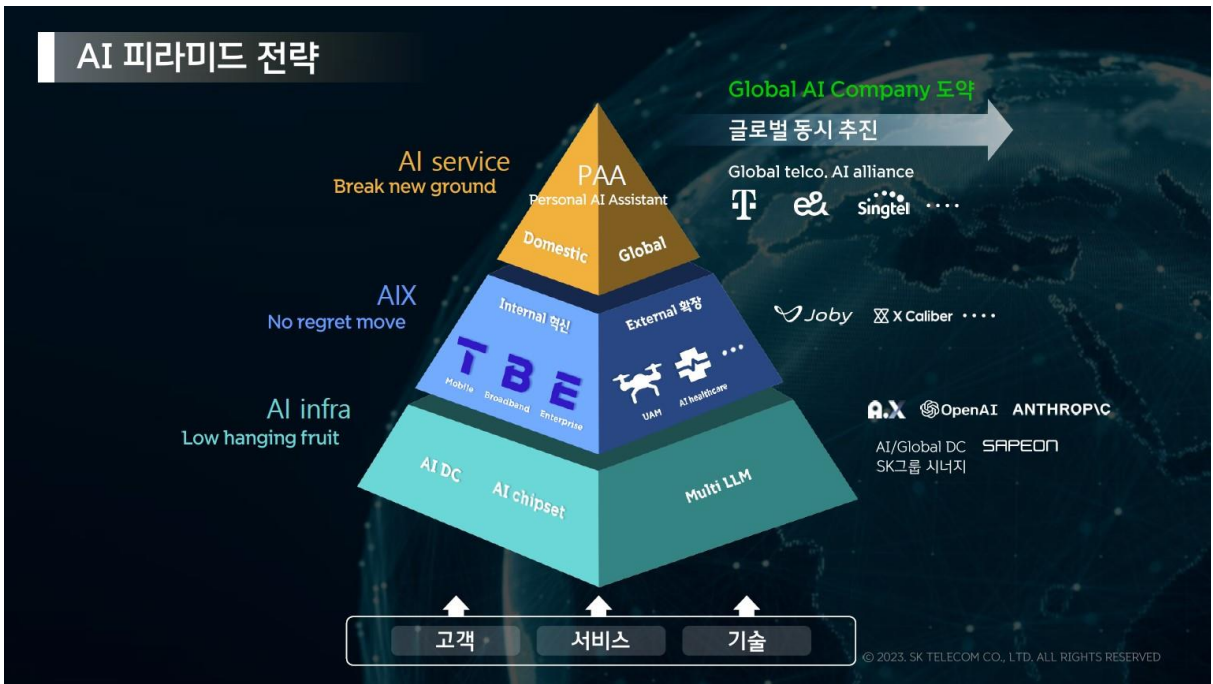 AI 피라미드 전략
Global AI Company 도약
글로벌 동시 추진
AI service
Break new ground
PAA
Personal AI Assistant
Domestic
Global
Global telco. AI alliance
T
e&
Singtel ····
AIX
No regret move
Internal 혁신
T B E
Mobile
Broadband
Enterprise
External 확장
···
UAM
AI healthcare
Joby
X Caliber ····
AI infra
Low hanging fruit
AI DC
AI chipset
Multi LLM
A.X
OpenAI
ANTHROP\C
AI/Global DC
SK그룹 시너지
SAPEON
고객
서비스
기술
© 2023. SK TELECOM CO., LTD. ALL RIGHTS RESERVED